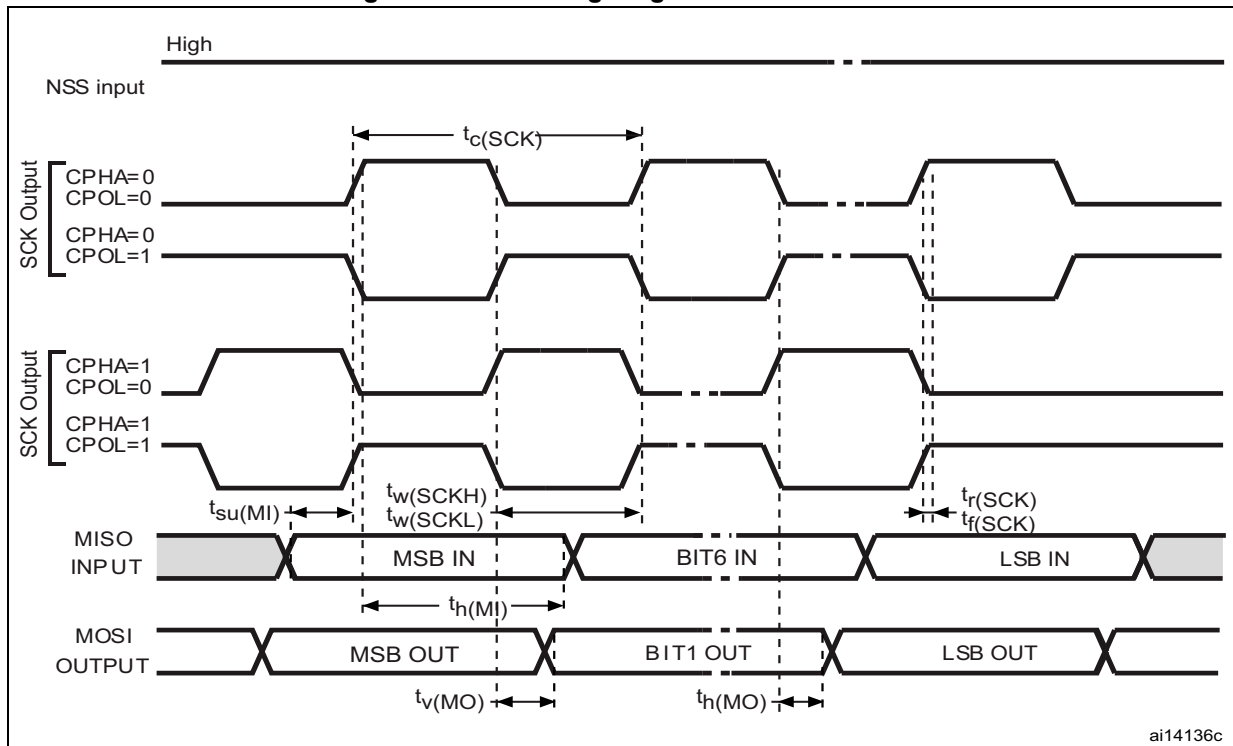 High
NSS input
tc(SCK)
SCK Output
CPHA=0
CPOL=0
CPHA=0
CPOL=1
SCK Output
CPHA=1
CPOL=0
CPHA=1
CPOL=1
tsu(MI)
tw(SCKH)
tw(SCKL)
tr(SCK)
tf(SCK)
MISO
INPUT
MSB IN
BIT6 IN
LSB IN
th(MI)
MOSI
OUTPUT
MSB OUT
BIT1 OUT
LSB OUT
tv(MO)
th(MO)
ai14136c